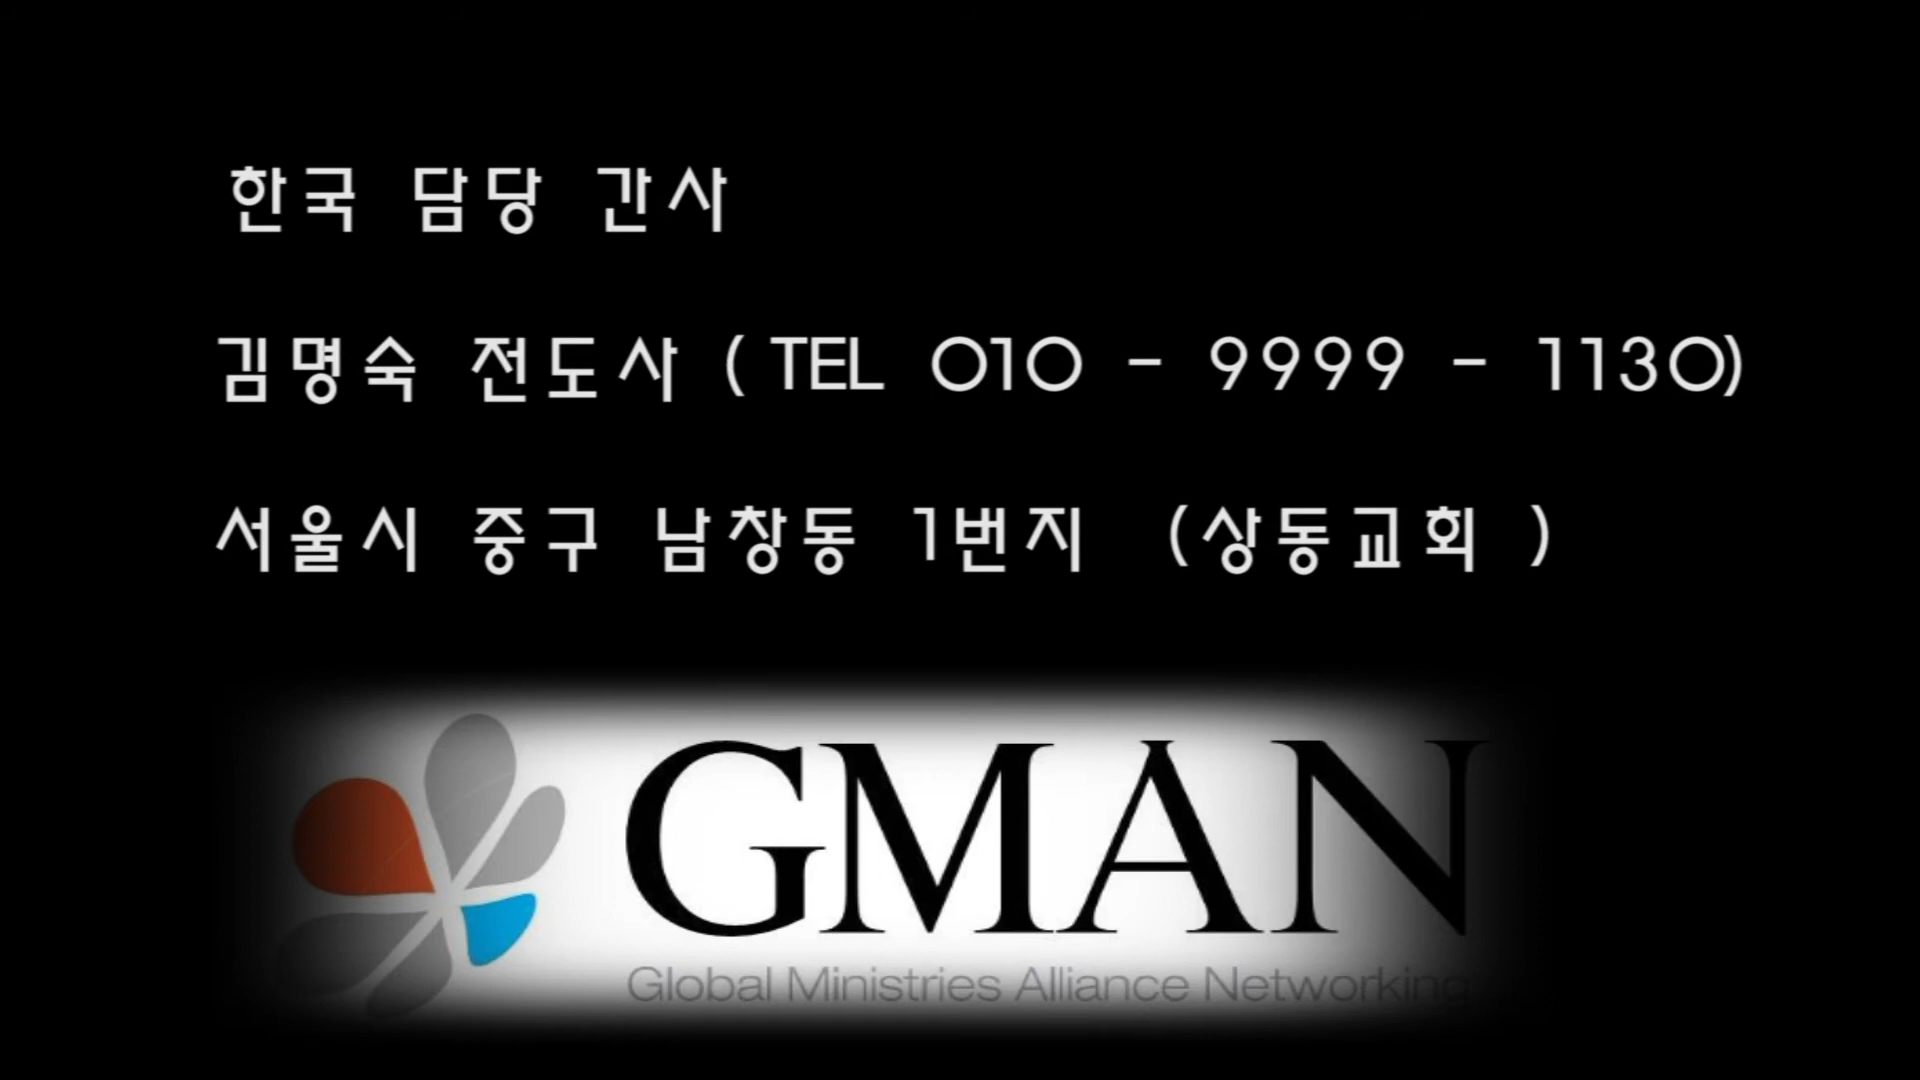 한국 담당 간사
김명숙 전도사 ( TEL 010 - 9999 - 1130)
서울시 중구 남창동 1번지 (상동교회 )
GMAN
Global Ministries Alliance Networking